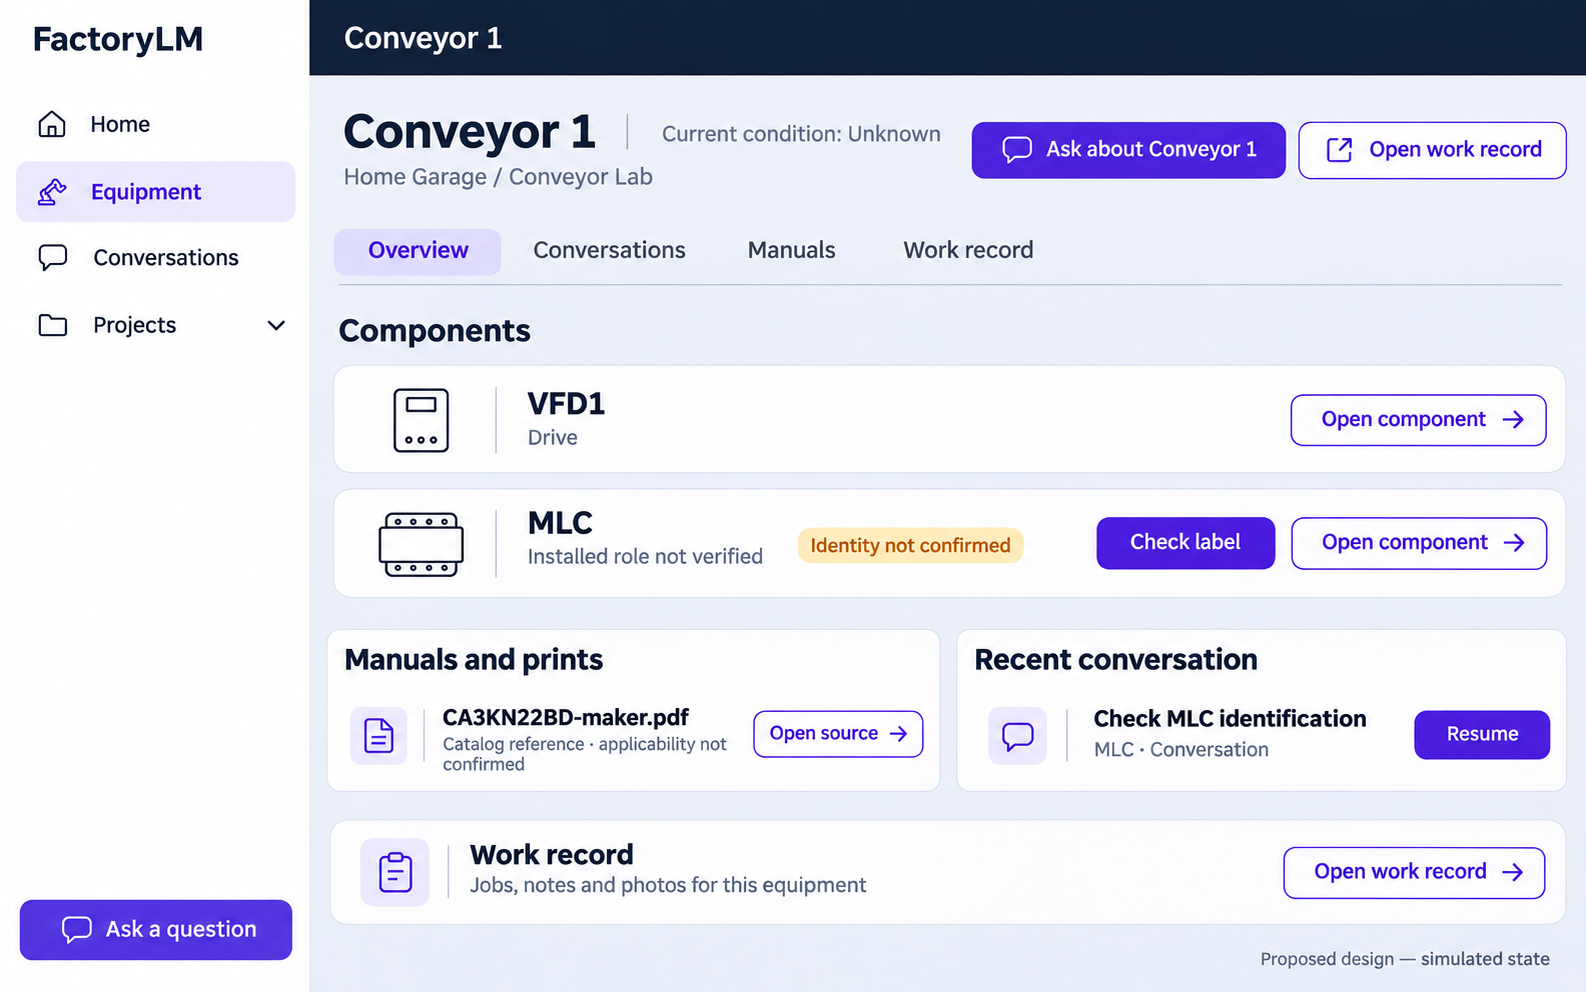 FactoryLM
Home
Equipment
Conversations
Projects
Ask a question
Conveyor 1
Conveyor 1
Current condition: Unknown
Home Garage / Conveyor Lab
Ask about Conveyor 1
Open work record
Overview
Conversations
Manuals
Work record
Components
VFD1
Drive
Open component →
MLC
Installed role not verified
Identity not confirmed
Check label
Open component →
Manuals and prints
CA3KN22BD-maker.pdf
Catalog reference · applicability not
confirmed
Open source →
Recent conversation
Check MLC identification
MLC · Conversation
Resume
Work record
Jobs, notes and photos for this equipment
Open work record →
Proposed design — simulated state